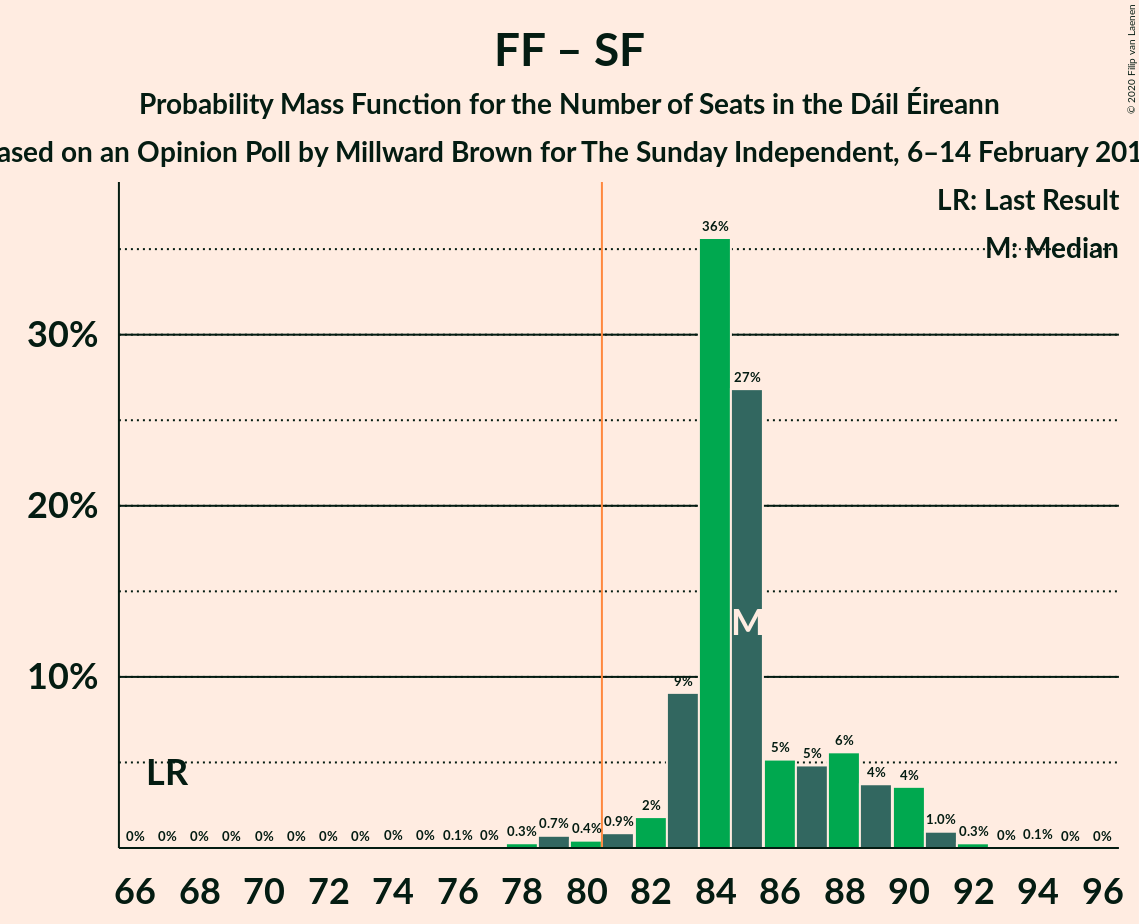 FF – SF
Probability Mass Function for the Number of Seats in the Dáil Éireann
ased on an Opinion Poll by Millward Brown for The Sunday Independent, 6–14 February 201
© 2020 Filip van Laenen
LR: Last Result
M: Median
36%
30%
27%
20%
M
10%
9%
LR
5% 5% 6% 4% 4%
0% 0% 0% 0% 0% 0% 0% 0% 0% 0% 0.1% 0% 0.3% 0.7% 0.4% 0.9% 2% 1.0% 0.3% 0% 0.1% 0% 0%
66 68 70 72 74 76 78 80 82 84 86 88 90 92 94 96